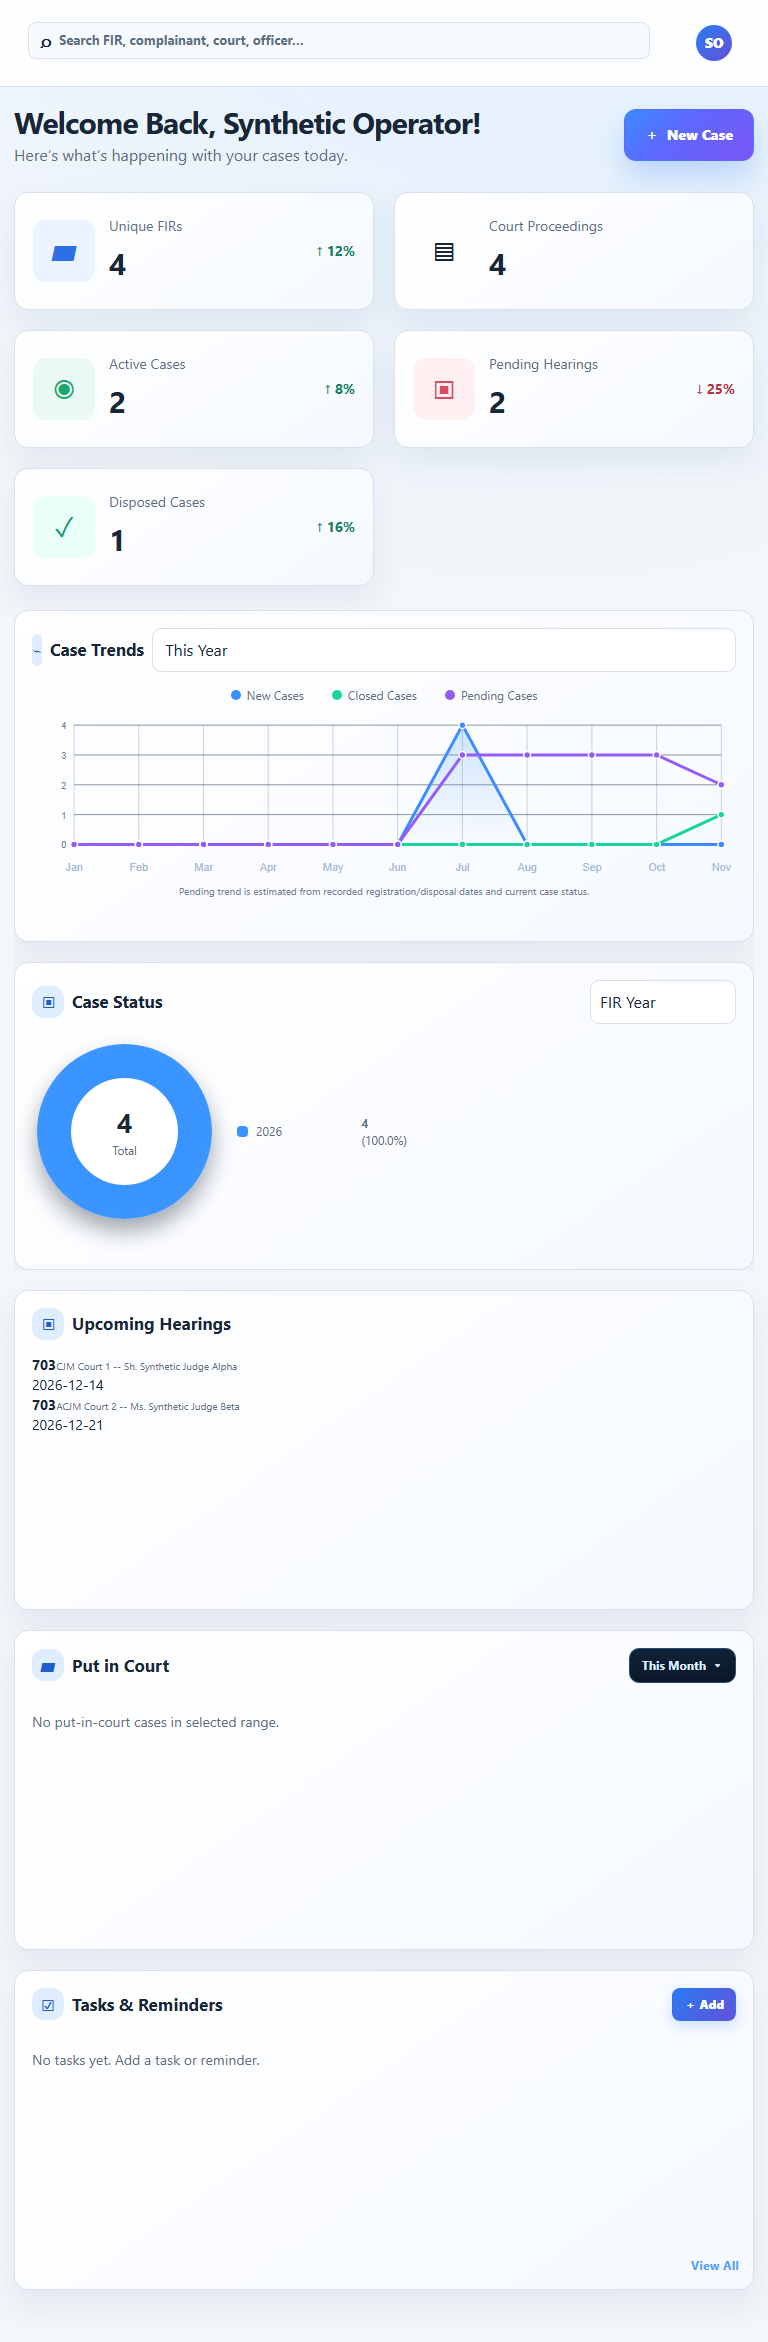 Search FIR, complainant, court, officer...
SO
Welcome Back, Synthetic Operator!
Here's what's happening with your cases today.
+ New Case
Unique FIRs
4
↑ 12%
Court Proceedings
4
Active Cases
2
↑ 8%
Pending Hearings
2
↓ 25%
Disposed Cases
1
↑ 16%
Case Trends
This Year
New Cases
Closed Cases
Pending Cases
4
3
2
1
0
Jan Feb Mar Apr May Jun Jul Aug Sep Oct Nov
Pending trend is estimated from recorded registration/disposal dates and current case status.
Case Status
FIR Year
4
Total
2026
4
(100.0%)
Upcoming Hearings
703CJM Court 1 -- Sh. Synthetic Judge Alpha
2026-12-14
703ACJM Court 2 -- Ms. Synthetic Judge Beta
2026-12-21
Put in Court
This Month
No put-in-court cases in selected range.
Tasks & Reminders
+ Add
No tasks yet. Add a task or reminder.
View All